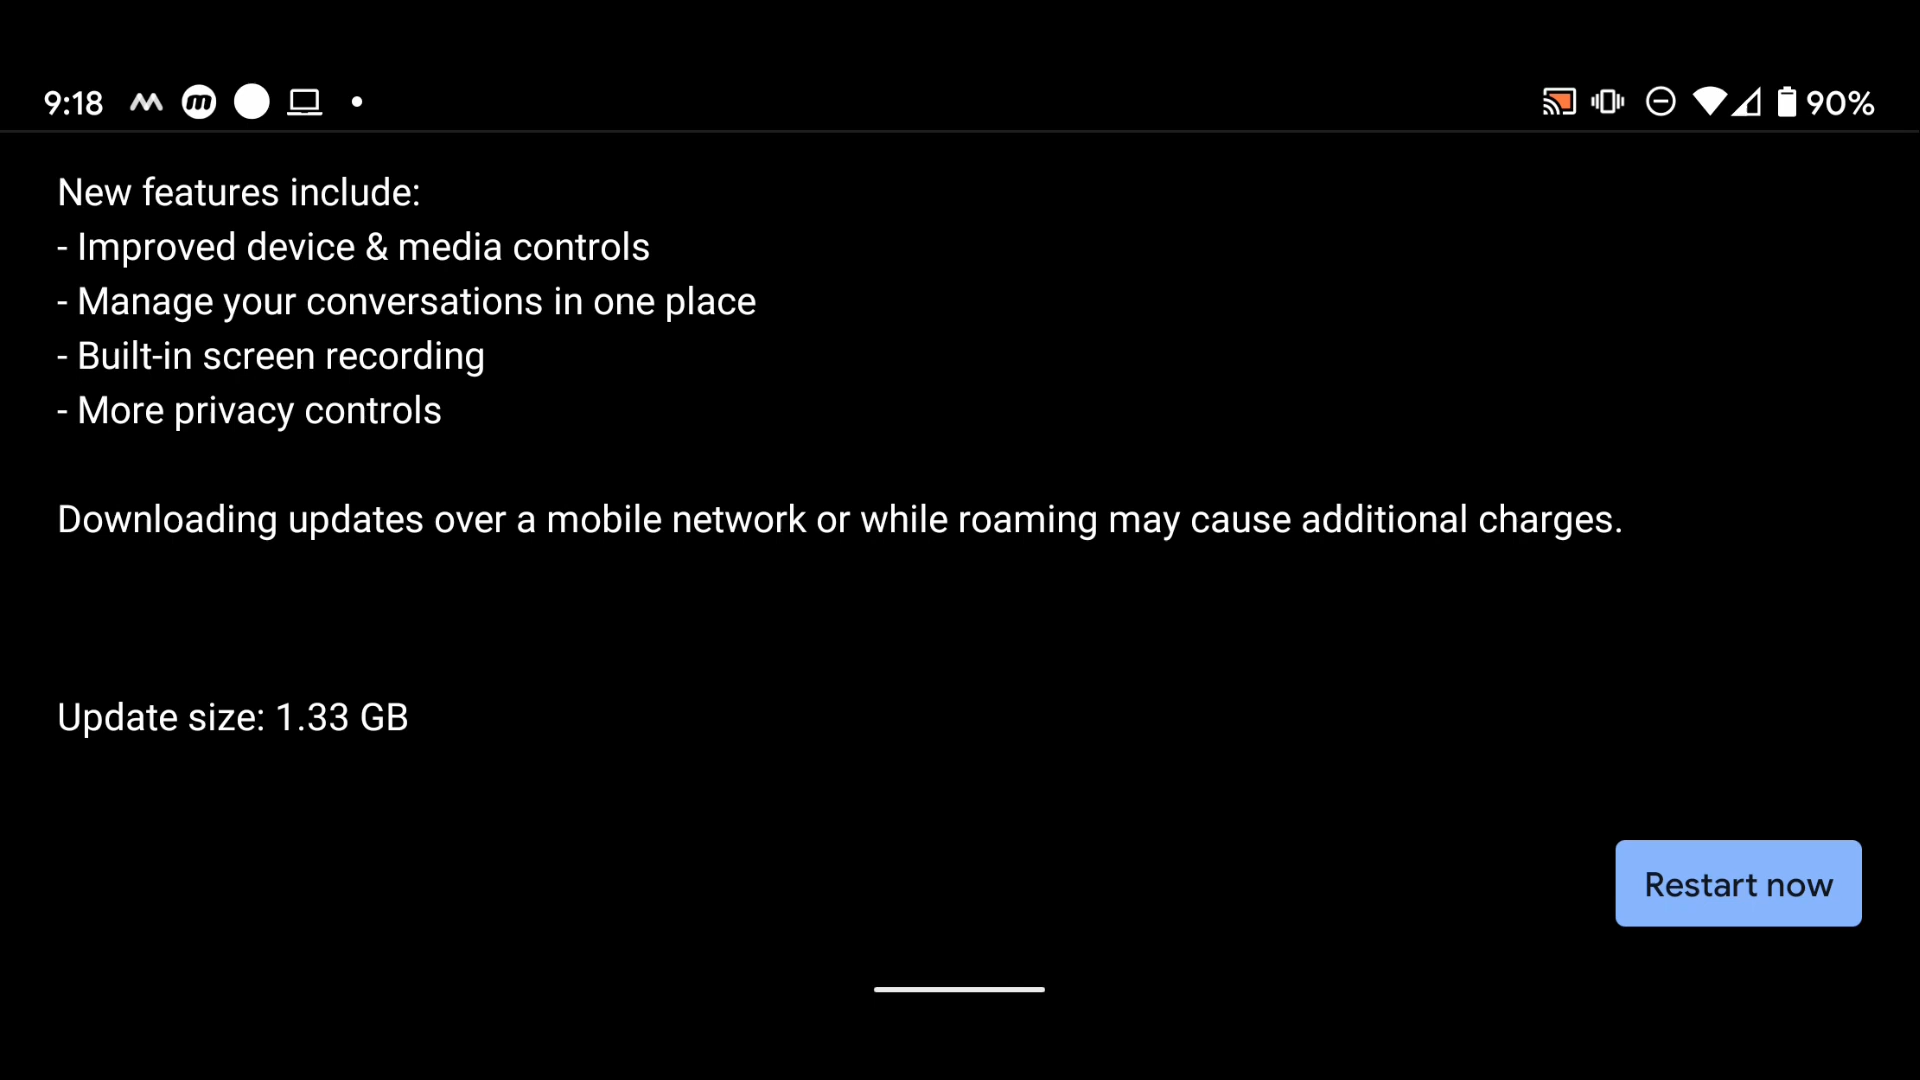 9:18
90%
New features include:
- Improved device & media controls
- Manage your conversations in one place
- Built-in screen recording
- More privacy controls
Downloading updates over a mobile network or while roaming may cause additional charges.
Update size: 1.33 GB
Restart now